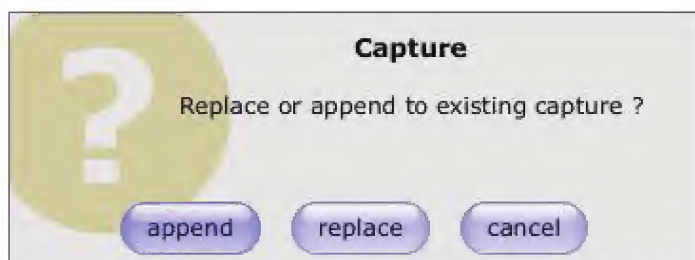 Capture
Replace or append to existing capture ?
append replace cancel